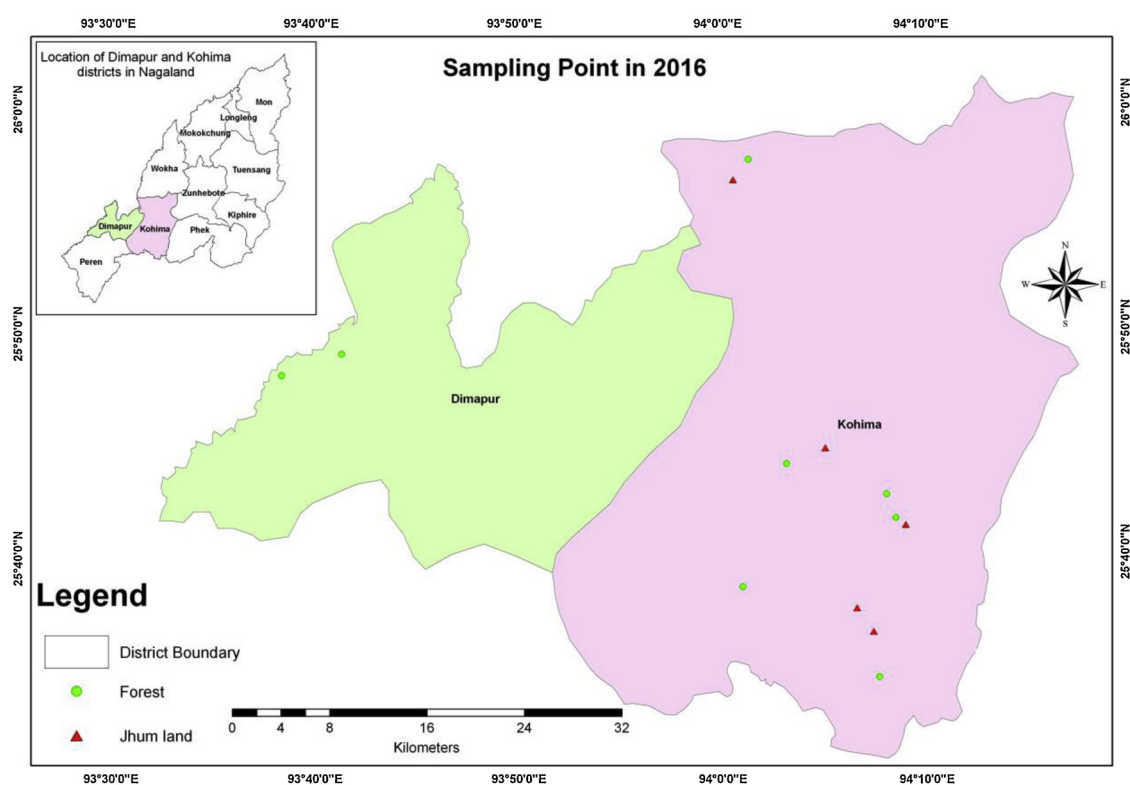 93°30'0"E 93°40'0"E 93°50'0"E 94°0'0"E 94°10'0"E
Location of Dimapur and Kohima
districts in Nagaland
Mon
Longleng
Mokokchung
Wokha
Tuensang
Zunheboto
Kiphire
Dimapur
Kohima
Phek
Peren
Sampling Point in 2016
N
W
E
S
26°0'0"N
25°50'0"N
25°40'0"N
26°0'0"N
25°50'0"N
25°40'0"N
Dimapur
Kohima
Legend
District Boundary
Forest
Jhum land
0 4 8 16 24 32
Kilometers
93°30'0"E 93°40'0"E 93°50'0"E 94°0'0"E 94°10'0"E